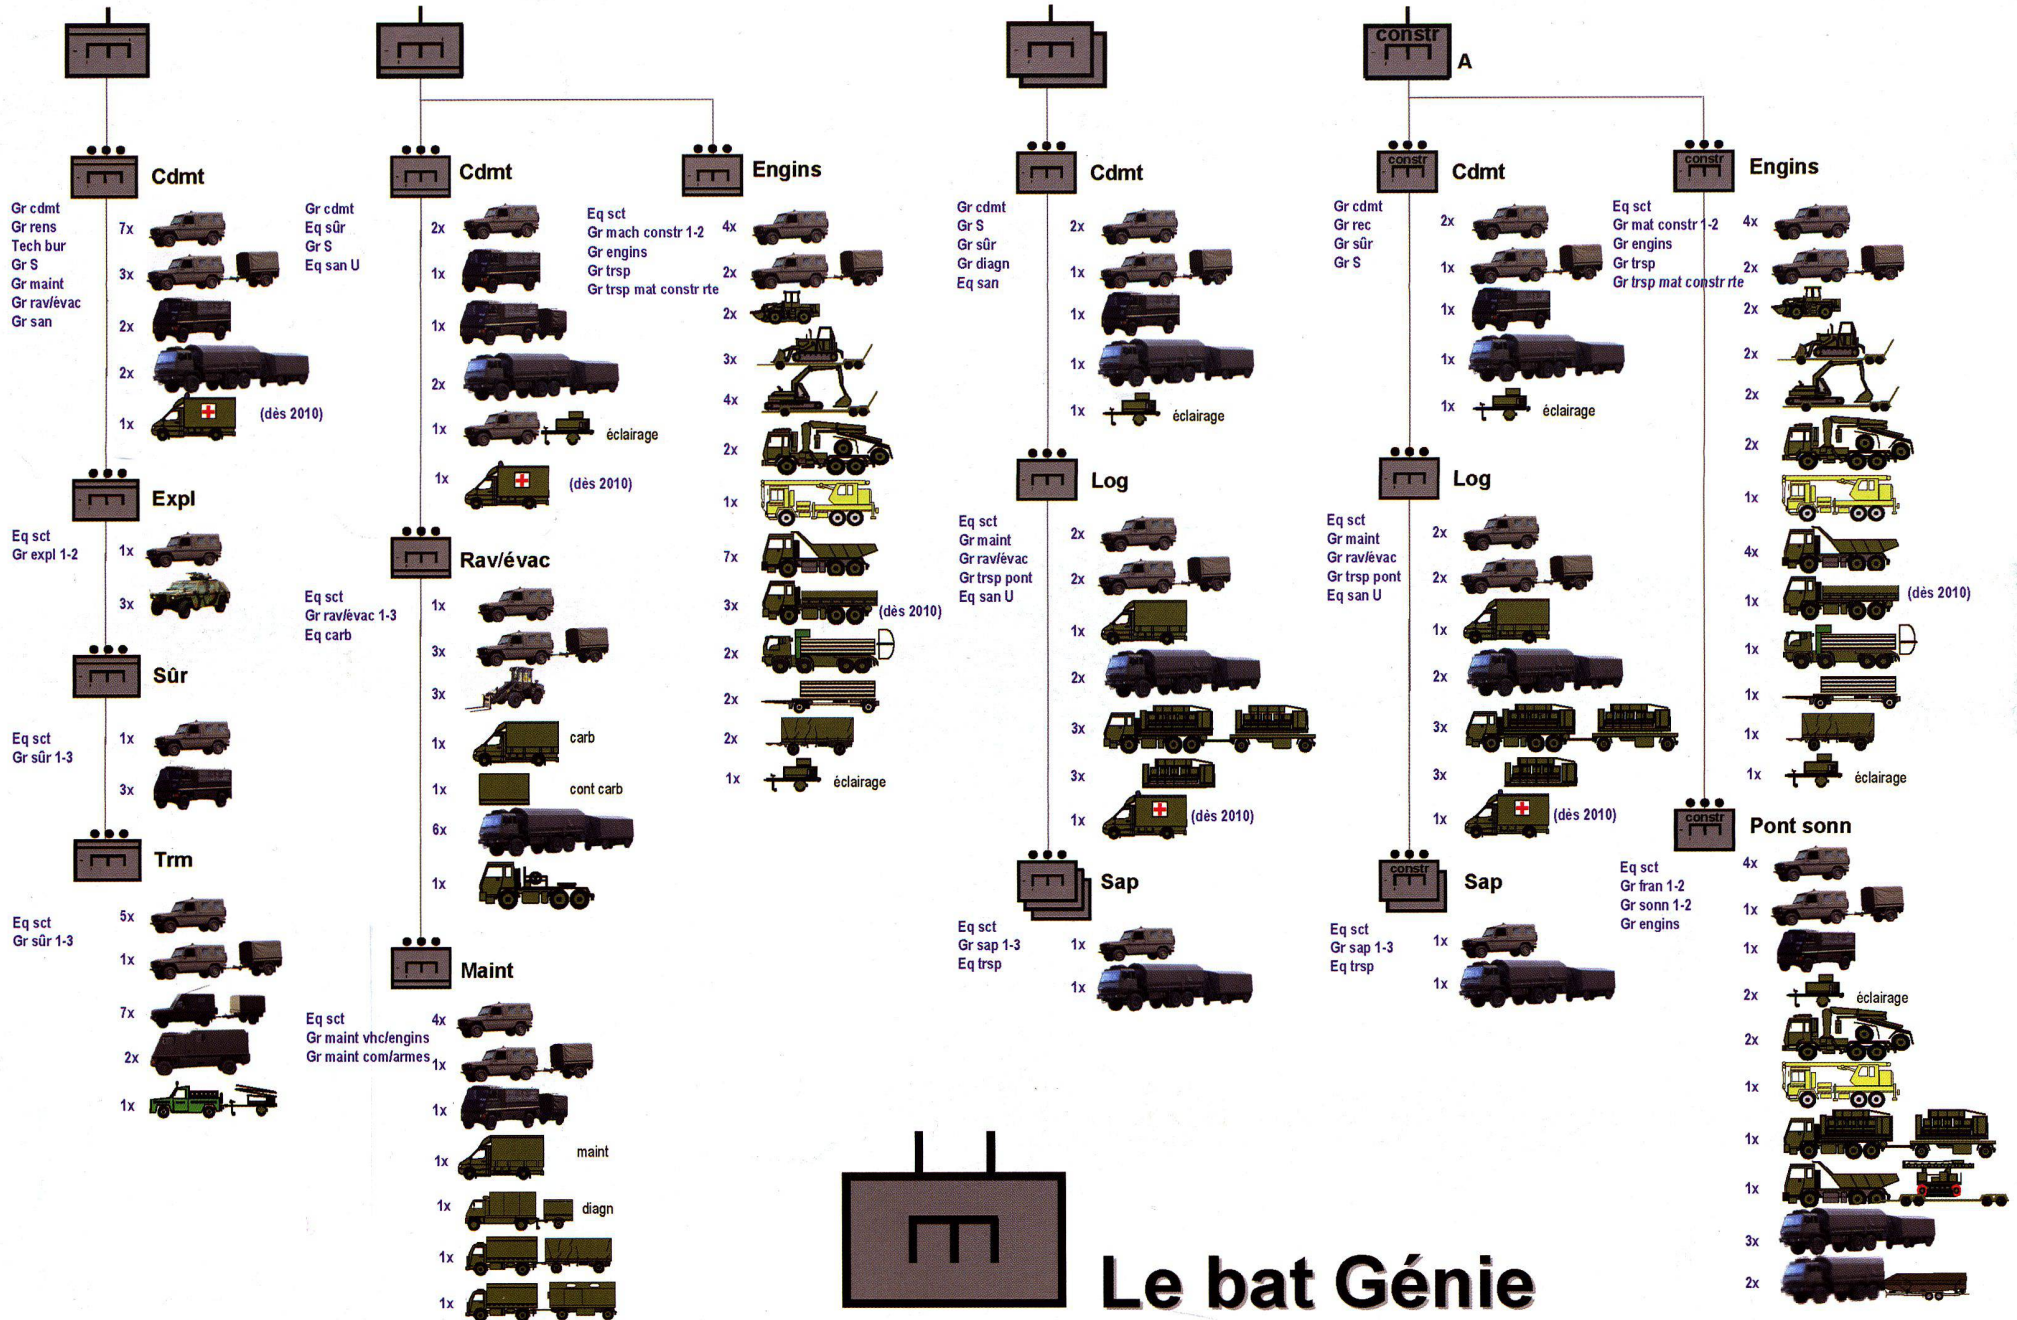 Cdmt
Gr cdmt
Gr rens
Tech bur
Gr S
Gr maint
Gr rav/évac
Gr san
7x
3x
2x
2x
1x
(dès 2010)
Expl
Eq sct
Gr expl 1-2
1x
3x
Sûr
Eq sct
Gr sûr 1-3
1x
3x
Trm
Eq sct
Gr sûr 1-3
5x
1x
7x
2x
1x
Cdmt
Gr cdmt
Eq sûr
Gr S
Eq san U
2x
1x
1x
2x
1x
éclairage
1x
(dès 2010)
Rav/évac
Eq sct
Gr rav/évac 1-3
Eq carb
1x
3x
3x
1x
carb
1x
cont carb
6x
1x
Maint
Eq sct
Gr maint vhc/engins
Gr maint com/armes
4x
1x
1x
1x
maint
1x
diagn
1x
1x
Engins
Eq sct
Gr mach constr 1-2
Gr engins
Gr trsp
Gr trsp mat constr rte
4x
2x
2x
3x
4x
2x
1x
7x
3x
(dès 2010)
2x
2x
2x
1x
éclairage
Cdmt
Gr cdmt
Gr S
Gr sûr
Gr diagn
Eq san
2x
1x
1x
1x
1x
éclairage
Log
Eq sct
Gr maint
Gr rav/évac
Gr trsp pont
Eq san U
2x
2x
1x
2x
3x
3x
1x
(dès 2010)
Sap
Eq sct
Gr sap 1-3
Eq trsp
1x
1x
constr
A
constr
Cdmt
Gr cdmt
Gr rec
Gr sûr
Gr S
2x
1x
1x
1x
1x
éclairage
Log
Eq sct
Gr maint
Gr rav/évac
Gr trsp pont
Eq san U
2x
2x
1x
2x
3x
3x
1x
(dès 2010)
constr
Sap
Eq sct
Gr sap 1-3
Eq trsp
1x
1x
constr
Engins
Eq sct
Gr mat constr 1-2
Gr engins
Gr trsp
Gr trsp mat constr rte
4x
2x
2x
2x
2x
2x
1x
4x
1x
(dès 2010)
1x
1x
1x
1x
éclairage
constr
Pont sonn
Eq sct
Gr fran 1-2
Gr sonn 1-2
Gr engins
4x
1x
1x
2x
éclairage
2x
1x
1x
1x
3x
2x
Le bat Génie